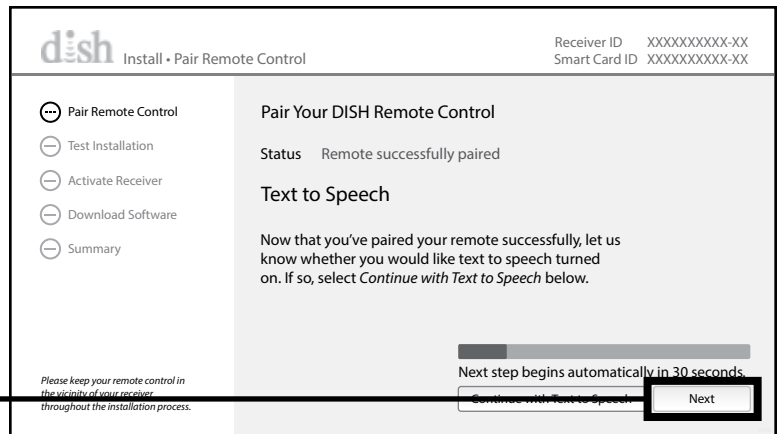 dish Install • Pair Remote Control
Receiver ID XXXXXXXXXX-XX
Smart Card ID XXXXXXXXXX-XX
Pair Remote Control
Test Installation
Activate Receiver
Download Software
Summary
Please keep your remote control in
the vicinity of your receiver
throughout the installation process.
Pair Your DISH Remote Control
Status Remote successfully paired
Text to Speech
Now that you've paired your remote successfully, let us
know whether you would like text to speech turned
on. If so, select Continue with Text to Speech below.
Next step begins automatically in 30 seconds.
Continue with Text to Speech
Next